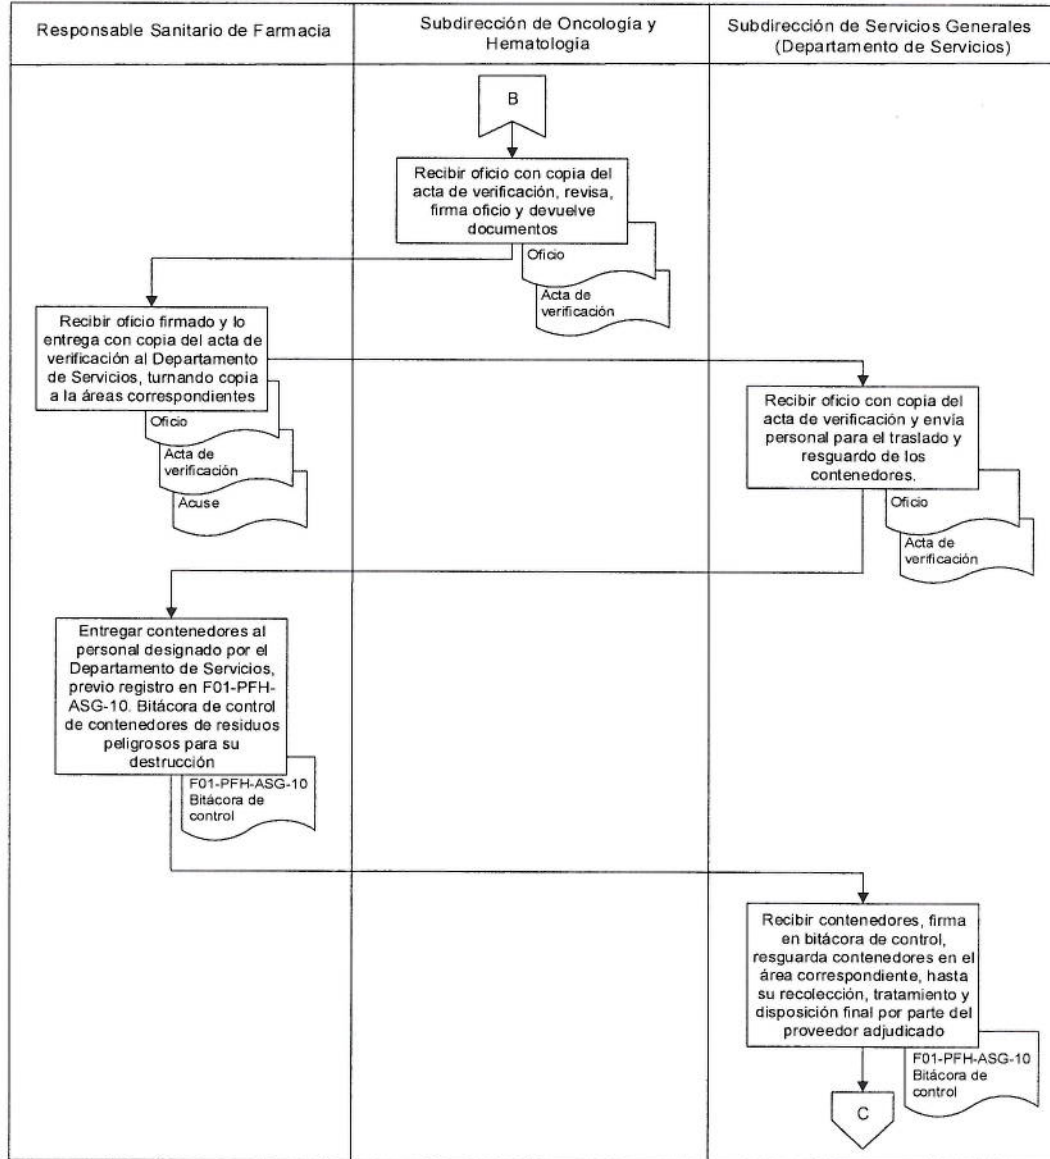 Responsable Sanitario de Farmacia
Subdirección de Oncología y
Hematología
Subdirección de Servicios Generales
(Departamento de Servicios)
B
Recibir oficio con copia del
acta de verificación, revisa,
firma oficio y devuelve
documentos
Oficio
Acta de
verificación
Recibir oficio firmado y lo
entrega con copia del acta de
verificación al Departamento
de Servicios, turnando copia
a la áreas correspondientes
Oficio
Acta de
verificación
Acuse
Recibir oficio con copia del
acta de verificación y envía
personal para el traslado y
resguardo de los
contenedores.
Oficio
Acta de
verificación
Entregar contenedores al
personal designado por el
Departamento de Servicios,
previo registro en F01-PFH-
ASG-10. Bitácora de control
de contenedores de residuos
peligrosos para su
destrucción
F01-PFH-ASG-10
Bitácora de
control
Recibir contenedores, firma
en bitácora de control,
resguarda contenedores en el
área correspondiente, hasta
su recolección, tratamiento y
disposición final por parte del
proveedor adjudicado
F01-PFH-ASG-10
Bitácora de
control
C